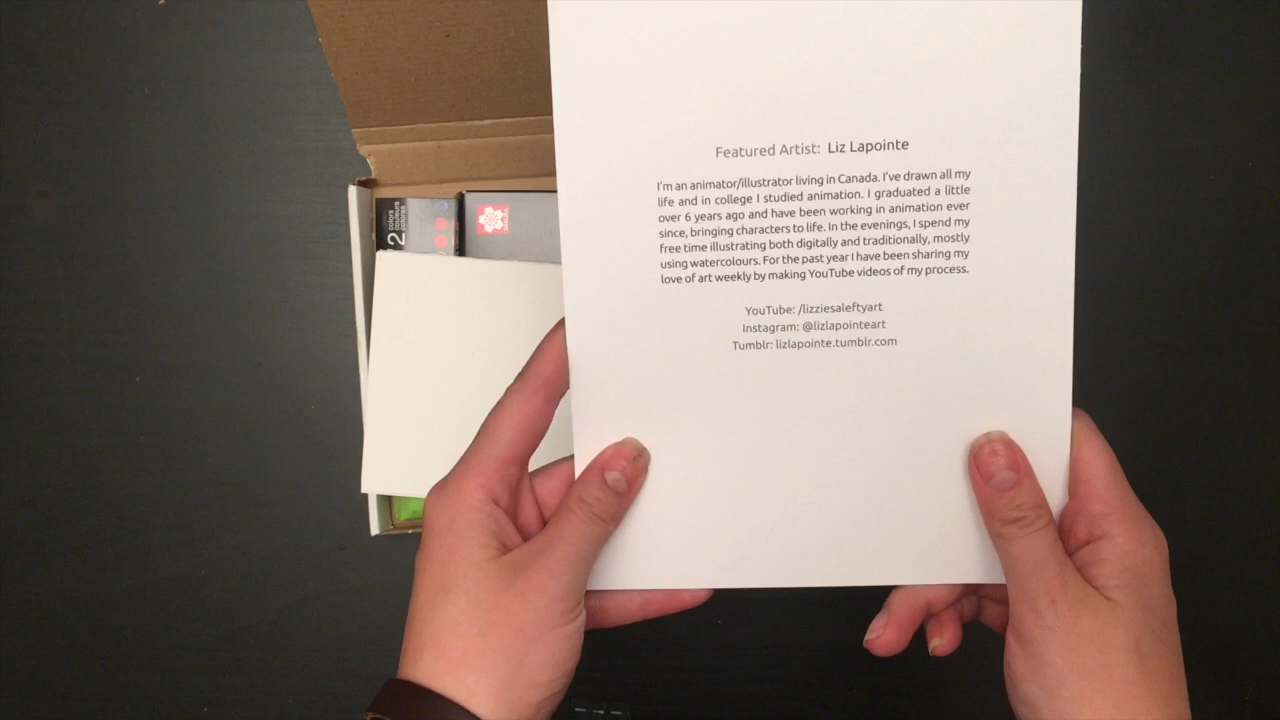 Featured Artist: Liz Lapointe
I'm an animator/illustrator living in Canada. I've drawn all my
life and in college I studied animation. I graduated a little
over 6 years ago and have been working in animation ever
since, bringing characters to life. In the evenings, I spend my
free time illustrating both digitally and traditionally, mostly
using watercolours. For the past year I have been sharing my
love of art weekly by making YouTube videos of my process.
YouTube: /lizziesaleftyart
Instagram: @lizlapointeart
Tumblr: lizlapointe.tumblr.com
2
colors
couleurs
colores